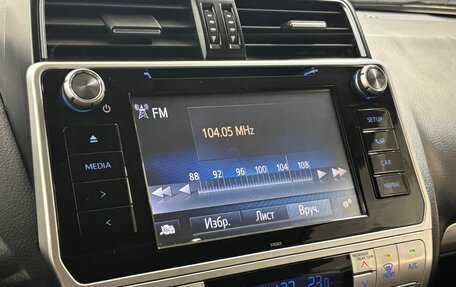 FM
104.05 MHz
88 92 96 100 104 108
Избр. Лист Вруч.
MEDIA
SETUP
CAR
A/C